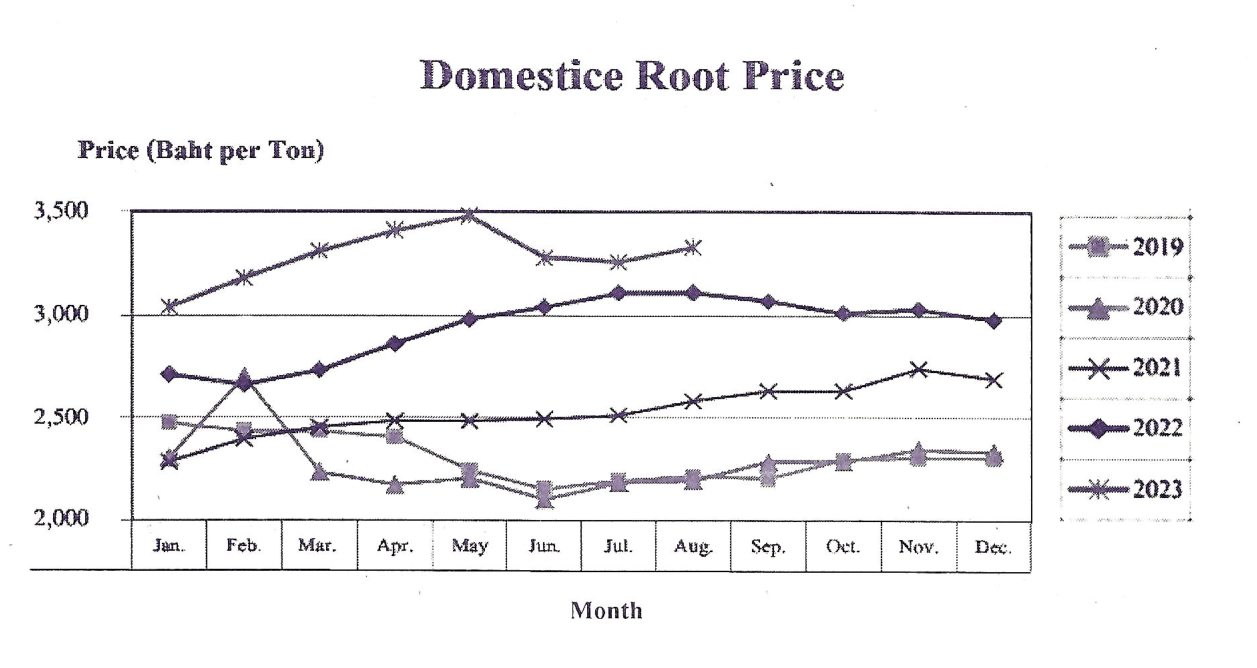 Domestice Root Price
Price (Baht per Ton)
3,500
3,000
2,500
2,000
Jan. Feb. Mar. Apr. May Jun. Jul. Aug. Sep. Oct. Nov. Dec.
Month
2019
2020
2021
2022
2023